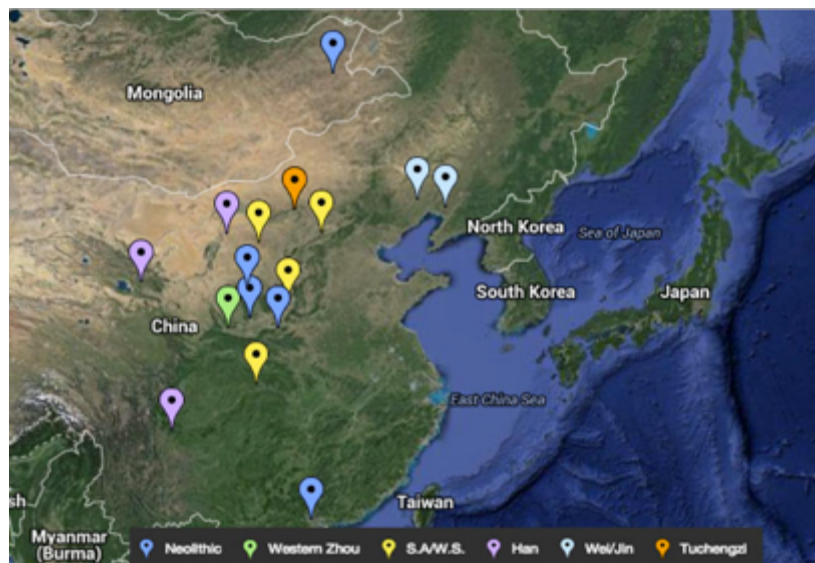 Mongolia
North Korea
Sea of Japan
South Korea
Japan
China
East China Sea
sh
Taiwan
Myanmar
(Burma)
Neolithic Western Zhou S.A/W.S. Han Wei/Jin Tuchengzi